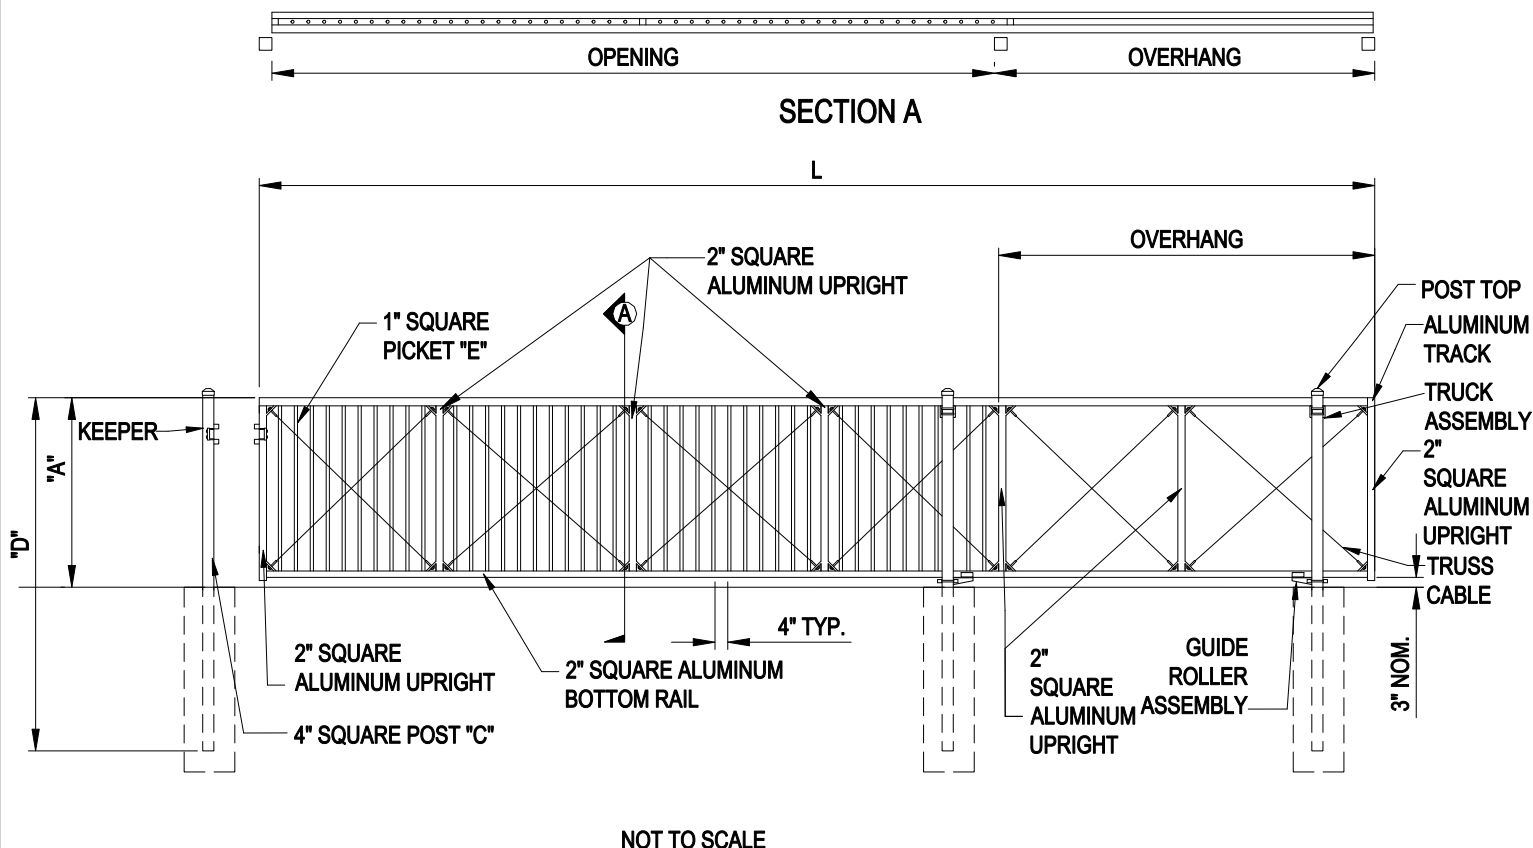 OPENING
OVERHANG
SECTION A
L
OVERHANG
2" SQUARE
ALUMINUM UPRIGHT
POST TOP
A
1" SQUARE
PICKET "E"
ALUMINUM
TRACK
TRUCK
ASSEMBLY
KEEPER
"A"
"D"
2"
SQUARE
ALUMINUM
UPRIGHT
TRUSS
CABLE
4" TYP.
2" SQUARE
ALUMINUM UPRIGHT
2" SQUARE ALUMINUM
BOTTOM RAIL
2"
SQUARE
ALUMINUM
UPRIGHT
GUIDE
ROLLER
ASSEMBLY
3" NOM.
4" SQUARE POST "C"
NOT TO SCALE